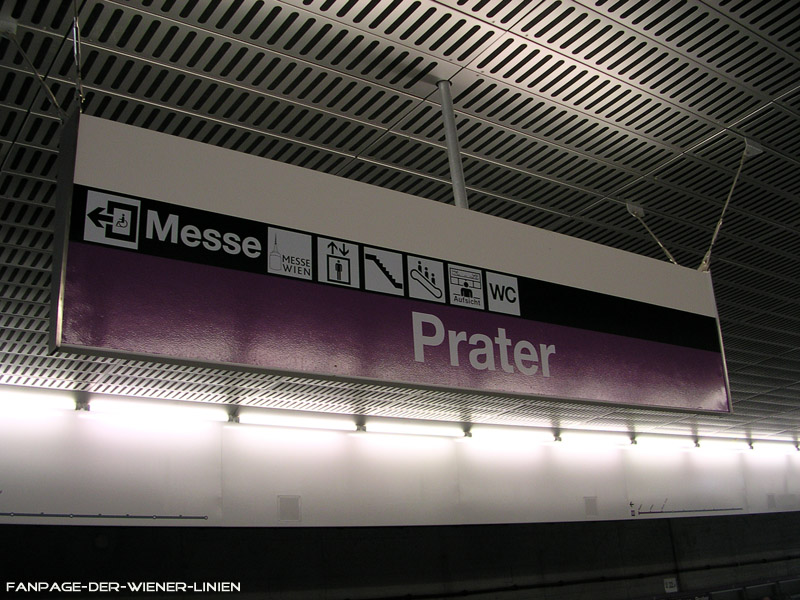 Messe
MESSE
WIEN
Aufsicht
WC
Prater
FANPAGE-DER-WIENER-LINIEN